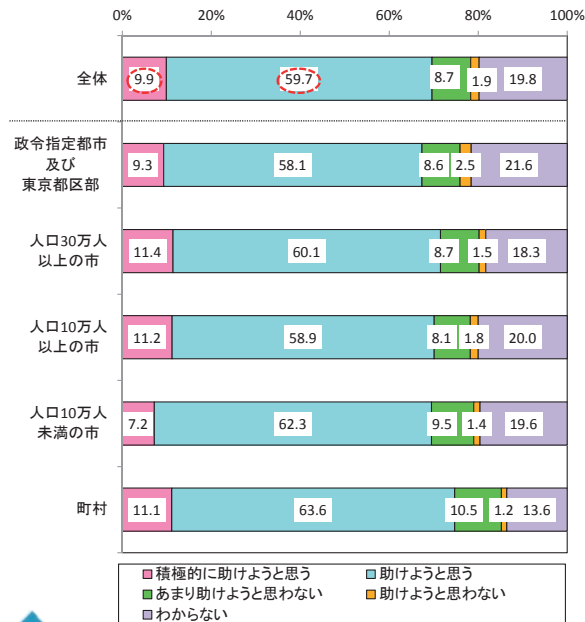 0% 20% 40% 60% 80% 100%
全体
9.9 59.7 8.7 1.9 19.8
政令指定都市
及び
東京都区部
9.3 58.1 8.6 2.5 21.6
人口30万人
以上の市
11.4 60.1 8.7 1.5 18.3
人口10万人
以上の市
11.2 58.9 8.1 1.8 20.0
人口10万人
未満の市
7.2 62.3 9.5 1.4 19.6
町村
11.1 63.6 10.5 1.2 13.6
積極的に助けようと思う 助けようと思う
あまり助けようと思わない 助けようと思わない
わからない